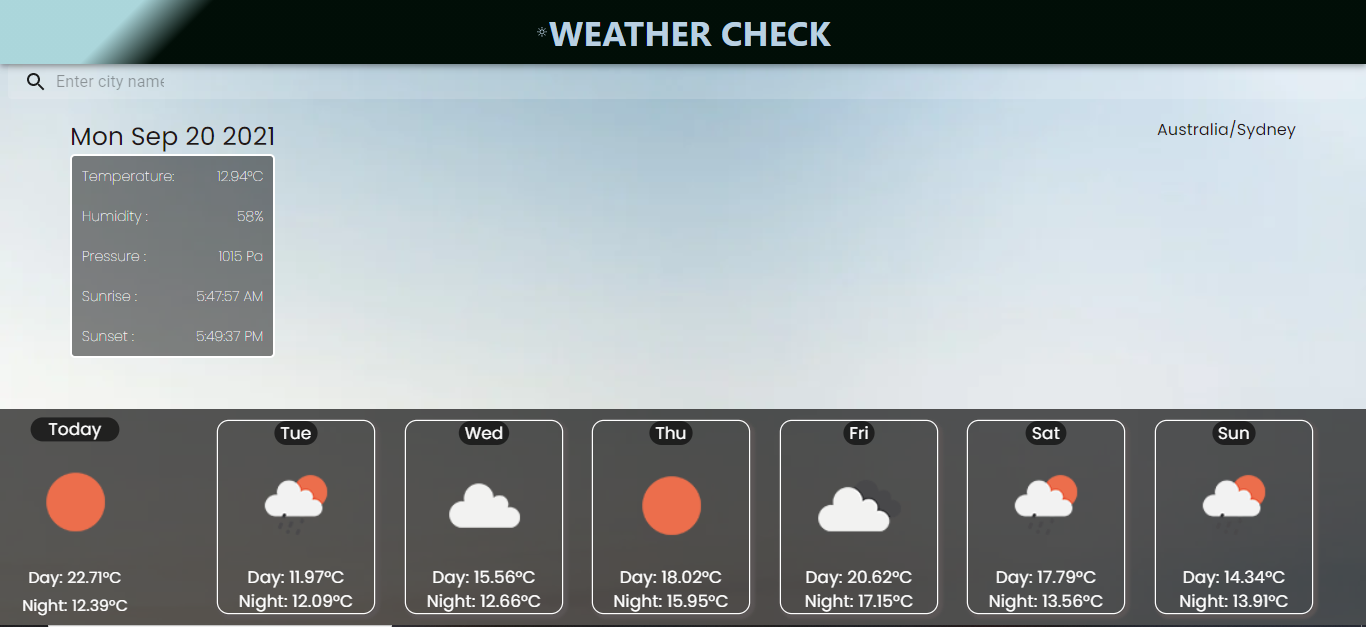 WEATHER CHECK
Enter city name
Mon Sep 20 2021
Australia/Sydney
Temperature: 12.94°C
Humidity : 58%
Pressure : 1015 Pa
Sunrise : 5:47:57 AM
Sunset : 5:49:37 PM
Today
Day: 22.71°C
Night: 12.39°C
Tue
Day: 11.97°C
Night: 12.09°C
Wed
Day: 15.56°C
Night: 12.66°C
Thu
Day: 18.02°C
Night: 15.95°C
Fri
Day: 20.62°C
Night: 17.15°C
Sat
Day: 17.79°C
Night: 13.56°C
Sun
Day: 14.34°C
Night: 13.91°C